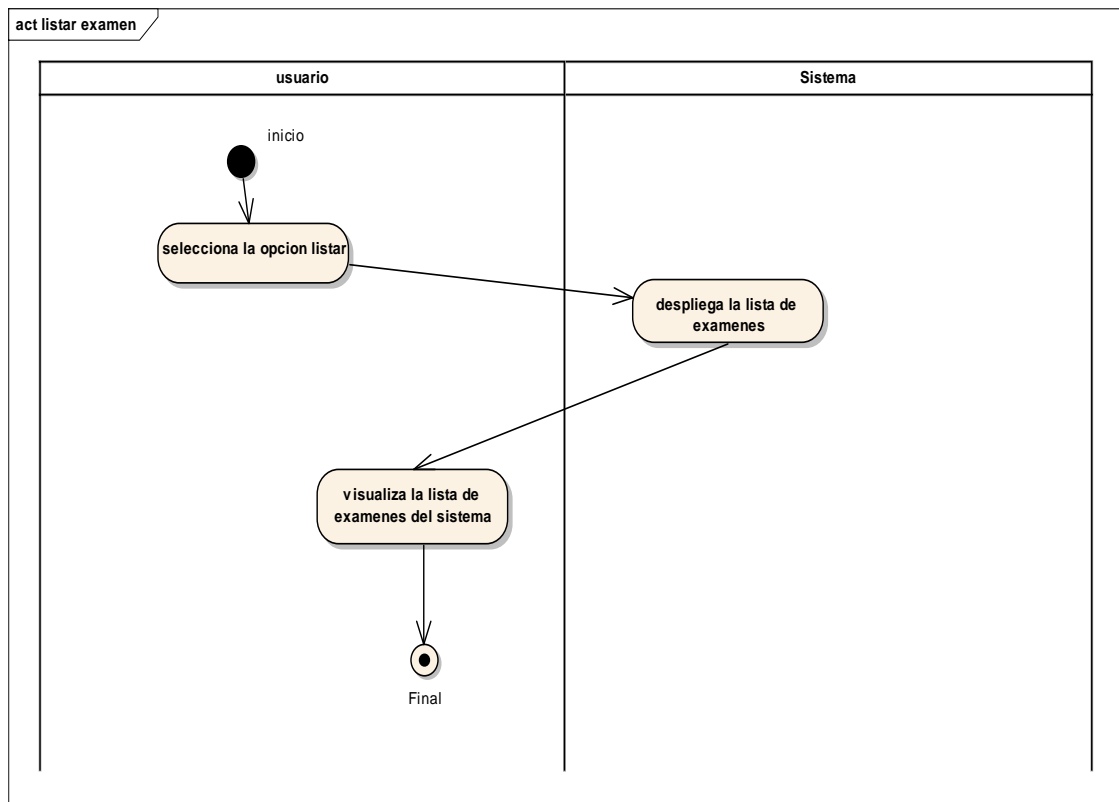 act listar examen
usuario
Sistema
inicio
selecciona la opcion listar
despliega la lista de
examenes
visualiza la lista de
examenes del sistema
Final